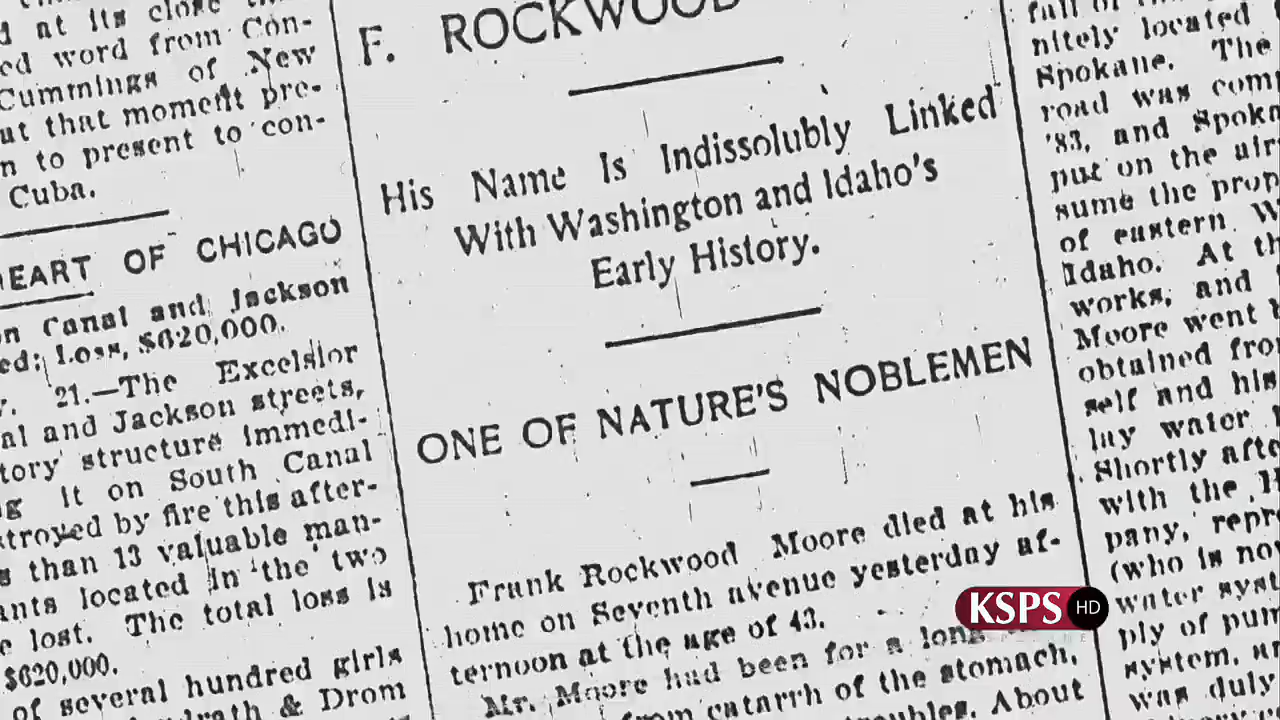 at its close
ed word from Con-
Cummings of New
ut that moment pre-
n to present to con-
Cuba.
HEART OF CHICAGO
on Canal and Jackson
ed; Loss, $620,000.
21.—The Excelsior
al and Jackson streets,
tory structure immedi-
g it on South Canal
stroyed by fire this after-
s than 13 valuable man-
ants located in the two
e lost. The total loss is
$620,000.
of several hundred girls
& Drom
F. ROCKWOOD
His Name Is Indissolubly Linked
With Washington and Idaho's
Early History.
ONE OF NATURE'S NOBLEMEN
Frank Rockwood Moore died at his
home on Seventh avenue yesterday af-
ternoon at the age of 43.
Mr. Moore had been for a long
from catarrh of the stomach,
About
nitely located
Spokane. The
road was com
'83, and Spok
put on the air
sume the prop
of eastern W
Idaho. At th
works, and
Moore went
obtained fro
self and his
lay water
Shortly afte
with the H
pany, repr
(who is no
water syst
ply of pum
system, an
was duly
KSPS HD